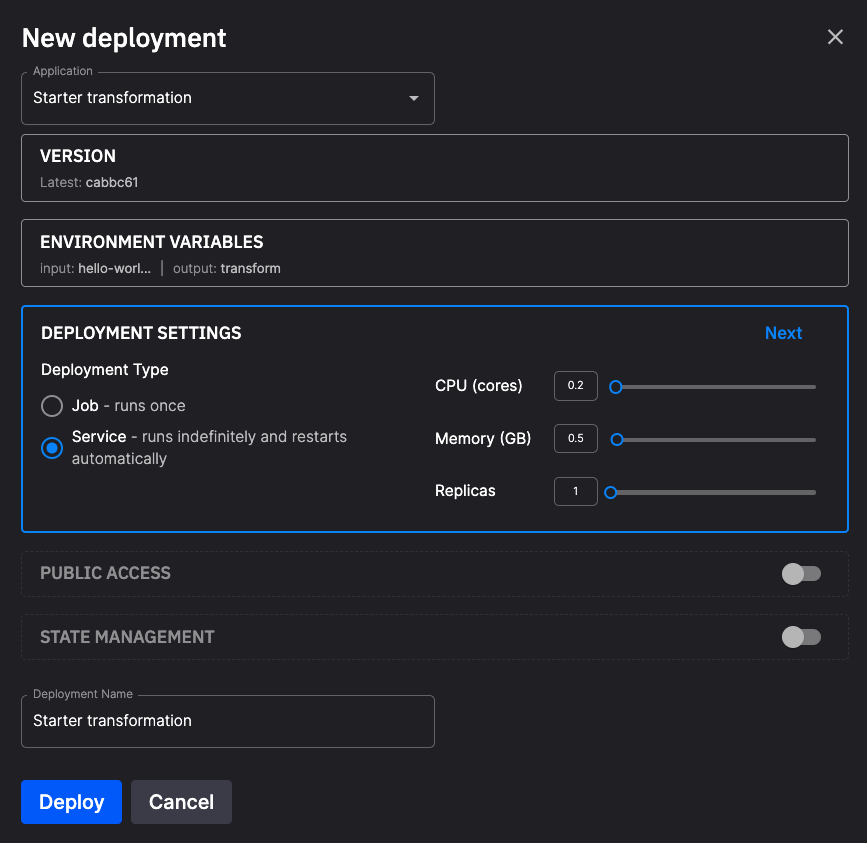 New deployment
Application
Starter transformation
VERSION
Latest: cabbc61
ENVIRONMENT VARIABLES
input: hello-worl... | output: transform
DEPLOYMENT SETTINGS
Next
Deployment Type
Job - runs once
Service - runs indefinitely and restarts
automatically
CPU (cores) 0.2
Memory (GB) 0.5
Replicas 1
PUBLIC ACCESS
STATE MANAGEMENT
Deployment Name
Starter transformation
Deploy Cancel